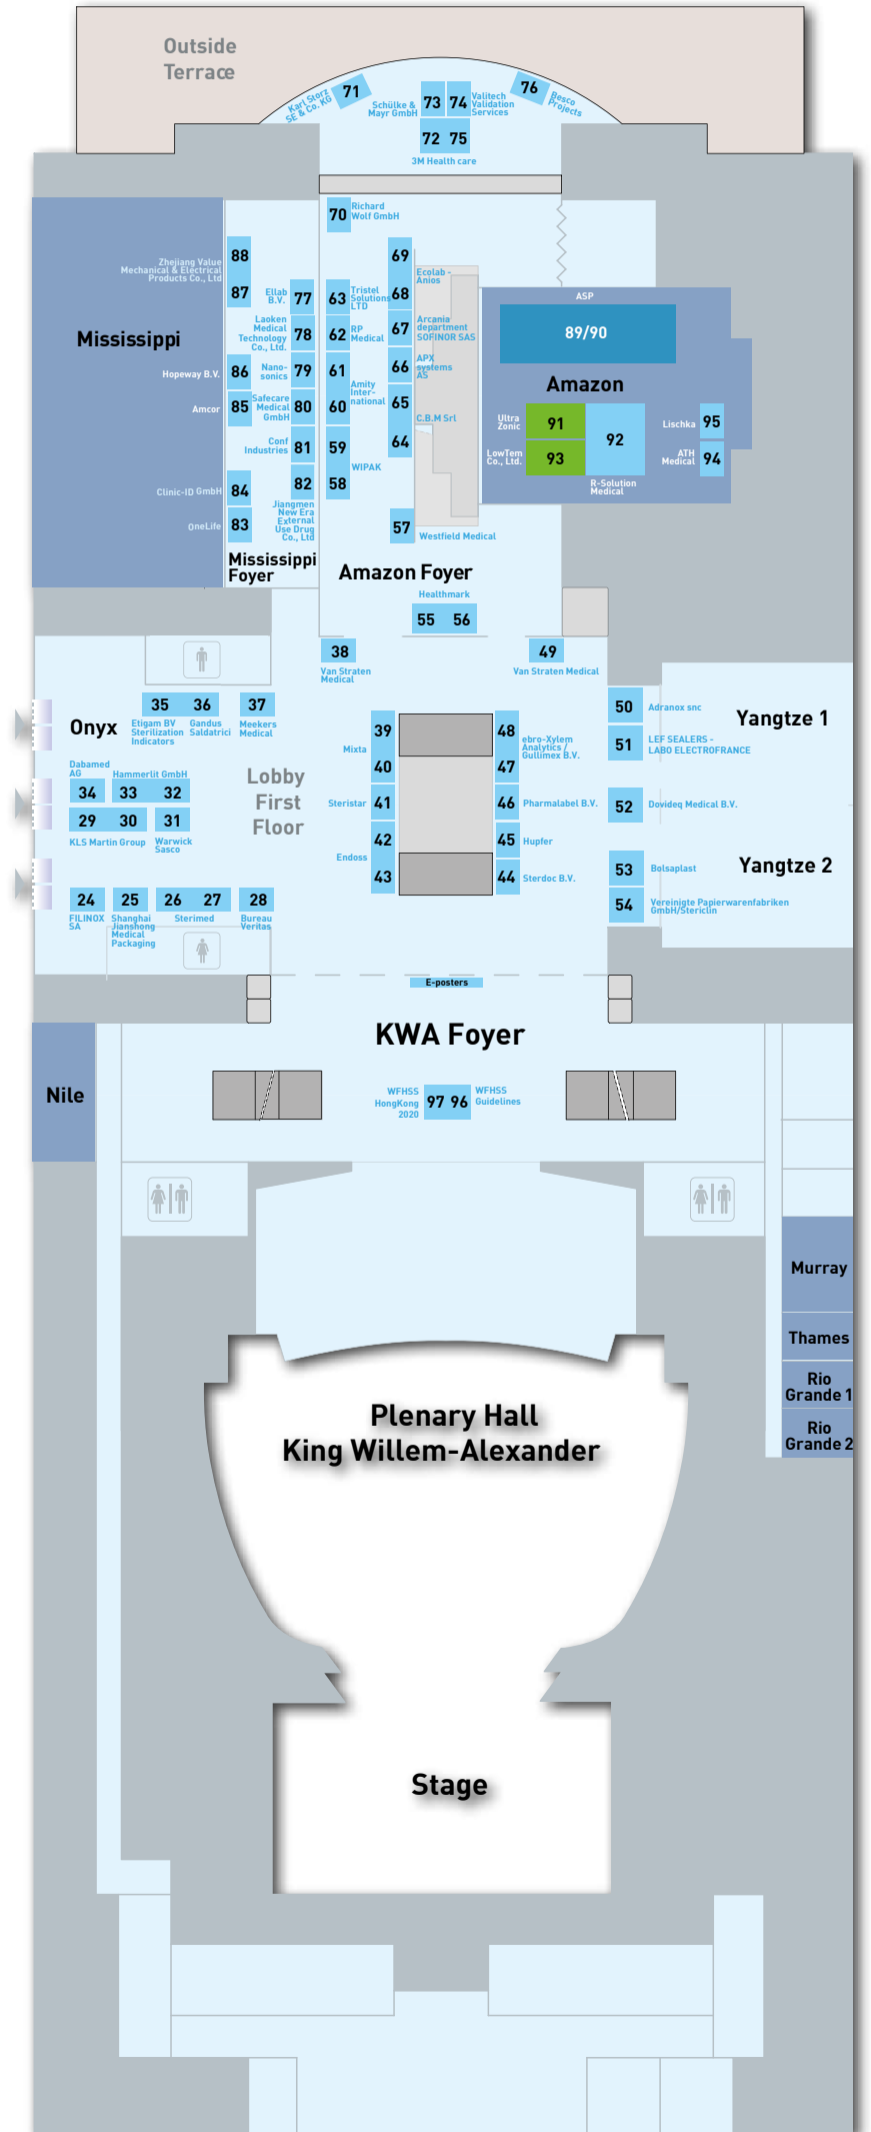 Outside
Terrace
71
Karl Storz
SE & Co. KG
Schülke &
Mayr GmbH
73
74
Valitech
Validation
Services
76
Besco
Projects
72
75
3M Health care
70
Richard
Wolf GmbH
Mississippi
Zhejiang Value
Mechanical & Electrical
Products Co., Ltd
88
87
Hopeway B.V.
86
Amcor
85
Clinic-ID GmbH
84
OneLife
83
Ellab
B.V.
77
Laoken
Medical
Technology
Co., Ltd.
78
Nano-
sonics
79
Safecare
Medical
GmbH
80
Conf
Industries
81
82
Jiangmen
New Era
External
Use Drug
Co., Ltd
Mississippi
Foyer
63
Tristel
Solutions
LTD
62
RP
Medical
61
60
Amity
Inter-
national
59
58
WIPAK
69
68
Ecolab -
Anios
67
Arcania
department
SOFINOR SAS
66
APX
systems
AS
65
C.B.M Srl
64
57
Westfield Medical
Amazon Foyer
ASP
89/90
Amazon
Ultra
Zonic
91
LowTem
Co., Ltd.
93
92
R-Solution
Medical
Lischka
95
ATH
Medical
94
Healthmark
55
56
38
Van Straten
Medical
49
Van Straten Medical
Onyx
35
36
37
Etigam BV
Sterilization
Indicators
Gandus
Saldatrici
Meekers
Medical
Dabamed
AG
Hammerlit GmbH
34
33
32
29
30
31
KLS Martin Group
Warwick
Sasco
24
25
26
27
28
FILINOX
SA
Shanghai
Jianshong
Medical
Packaging
Sterimed
Bureau
Veritas
Lobby
First
Floor
39
Mixta
40
Steristar
41
42
Endoss
43
48
ebro-Xylem
Analytics /
Gullimex B.V.
47
46
Pharmalabel B.V.
45
Hupfer
44
Sterdoc B.V.
50
Adranox snc
51
LEF SEALERS -
LABO ELECTROFRANCE
52
Dovideq Medical B.V.
53
Bolsaplast
54
Vereinigte Papierwarenfabriken
GmbH/Stericlin
Yangtze 1
Yangtze 2
E-posters
KWA Foyer
Nile
WFHSS
HongKong
2020
97
96
WFHSS
Guidelines
Murray
Thames
Rio
Grande 1
Rio
Grande 2
Plenary Hall
King Willem-Alexander
Stage